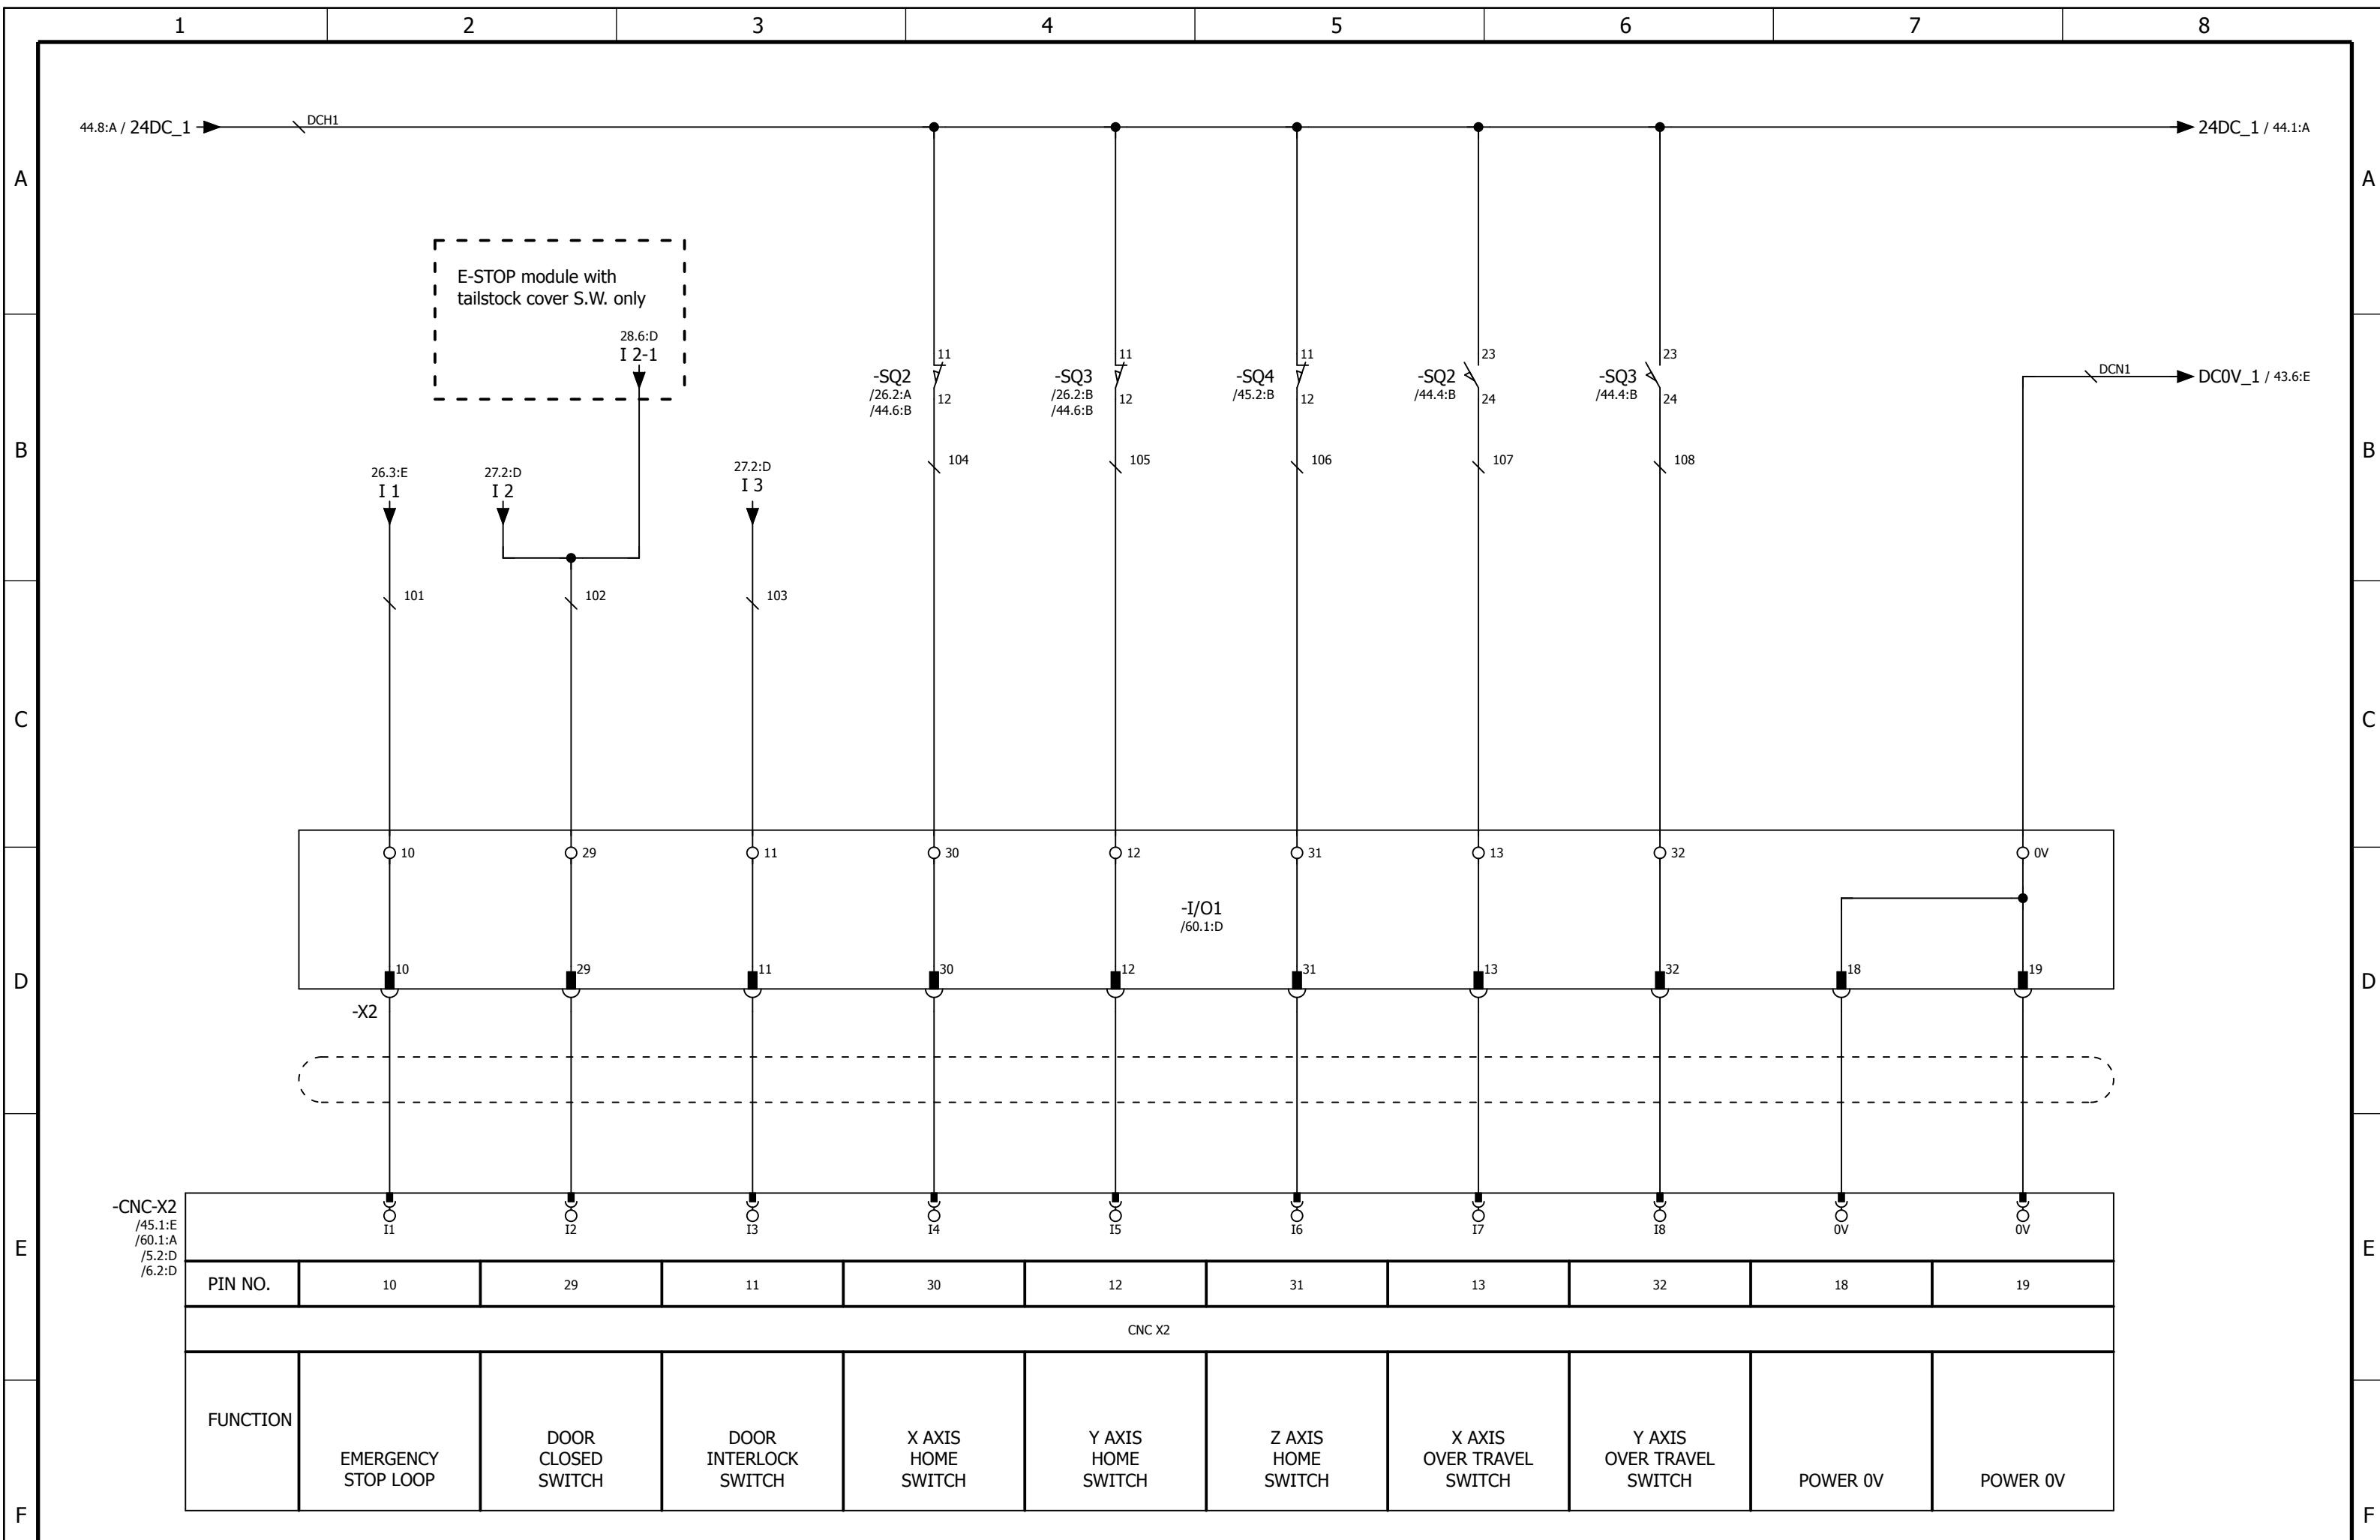 1 2 3 4 5 6 7 8
44.8:A / 24DC_1
DCH1
24DC_1 / 44.1:A
A
A
E-STOP module with
tailstock cover S.W. only
28.6:D
I 2-1
11
-SQ2
/26.2:A
/44.6:B
12
11
-SQ3
/26.2:B
/44.6:B
12
11
-SQ4
/45.2:B
12
23
-SQ2
/44.4:B
24
23
-SQ3
/44.4:B
24
DCN1
DC0V_1 / 43.6:E
B
B
26.3:E
I 1
27.2:D
I 2
27.2:D
I 3
104
105
106
107
108
101
102
103
C
C
10 29 11 30 12 31 13 32 0V
-I/O1
/60.1:D
10 29 11 30 12 31 13 32 18 19
D
D
-X2
-CNC-X2
/45.1:E
/60.1:A
/5.2:D
/6.2:D
I1 I2 I3 I4 I5 I6 I7 I8 0V 0V
E
E
PIN NO. 10 29 11 30 12 31 13 32 18 19
CNC X2
FUNCTION
EMERGENCY
STOP LOOP
DOOR
CLOSED
SWITCH
DOOR
INTERLOCK
SWITCH
X AXIS
HOME
SWITCH
Y AXIS
HOME
SWITCH
Z AXIS
HOME
SWITCH
X AXIS
OVER TRAVEL
SWITCH
Y AXIS
OVER TRAVEL
SWITCH
POWER 0V
POWER 0V
F
F